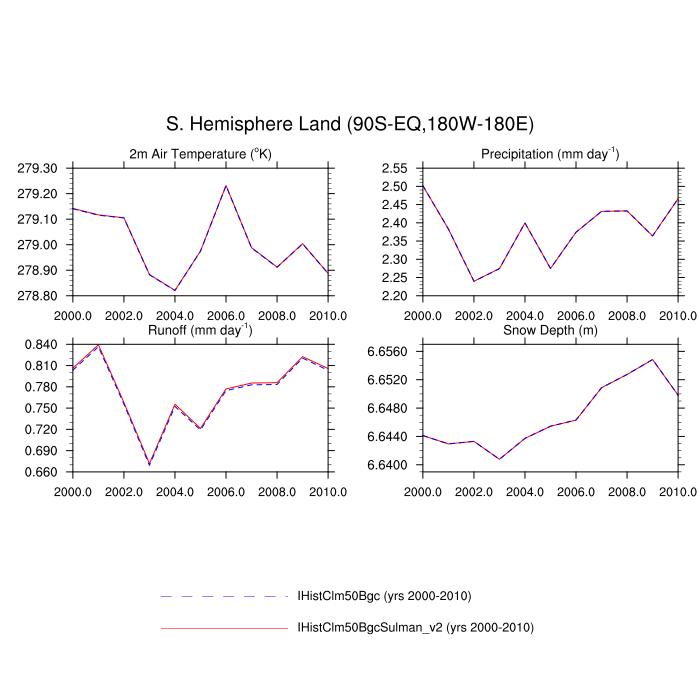 S. Hemisphere Land (90S-EQ,180W-180E)
2m Air Temperature (°K)
279.30
279.20
279.10
279.00
278.90
278.80
2000.0 2002.0 2004.0 2006.0 2008.0 2010.0
Precipitation (mm day⁻¹)
2.55
2.50
2.45
2.40
2.35
2.30
2.25
2.20
2000.0 2002.0 2004.0 2006.0 2008.0 2010.0
Runoff (mm day⁻¹)
0.840
0.810
0.780
0.750
0.720
0.690
0.660
2000.0 2002.0 2004.0 2006.0 2008.0 2010.0
Snow Depth (m)
6.6560
6.6520
6.6480
6.6440
6.6400
2000.0 2002.0 2004.0 2006.0 2008.0 2010.0
IHistClm50Bgc (yrs 2000-2010)
IHistClm50BgcSulman_v2 (yrs 2000-2010)